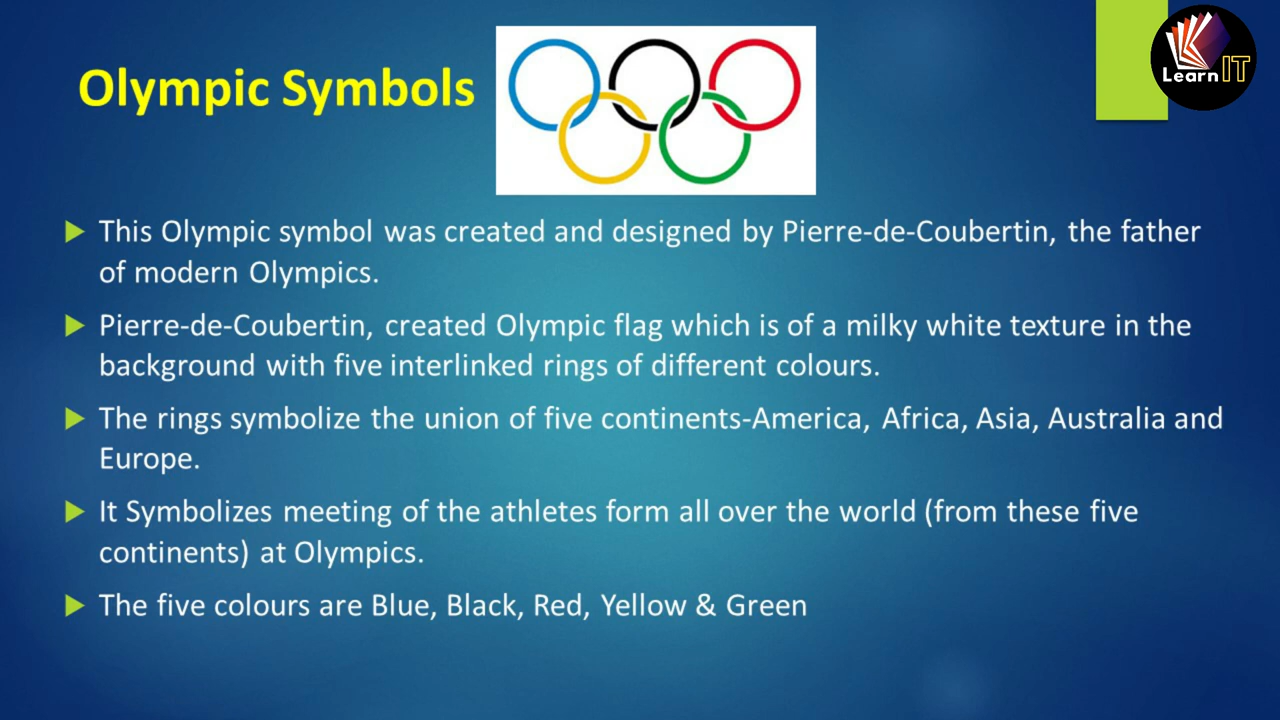 Olympic Symbols
Learn IT
This Olympic symbol was created and designed by Pierre-de-Coubertin, the father
of modern Olympics.
Pierre-de-Coubertin, created Olympic flag which is of a milky white texture in the
background with five interlinked rings of different colours.
The rings symbolize the union of five continents-America, Africa, Asia, Australia and
Europe.
It Symbolizes meeting of the athletes form all over the world (from these five
continents) at Olympics.
The five colours are Blue, Black, Red, Yellow & Green